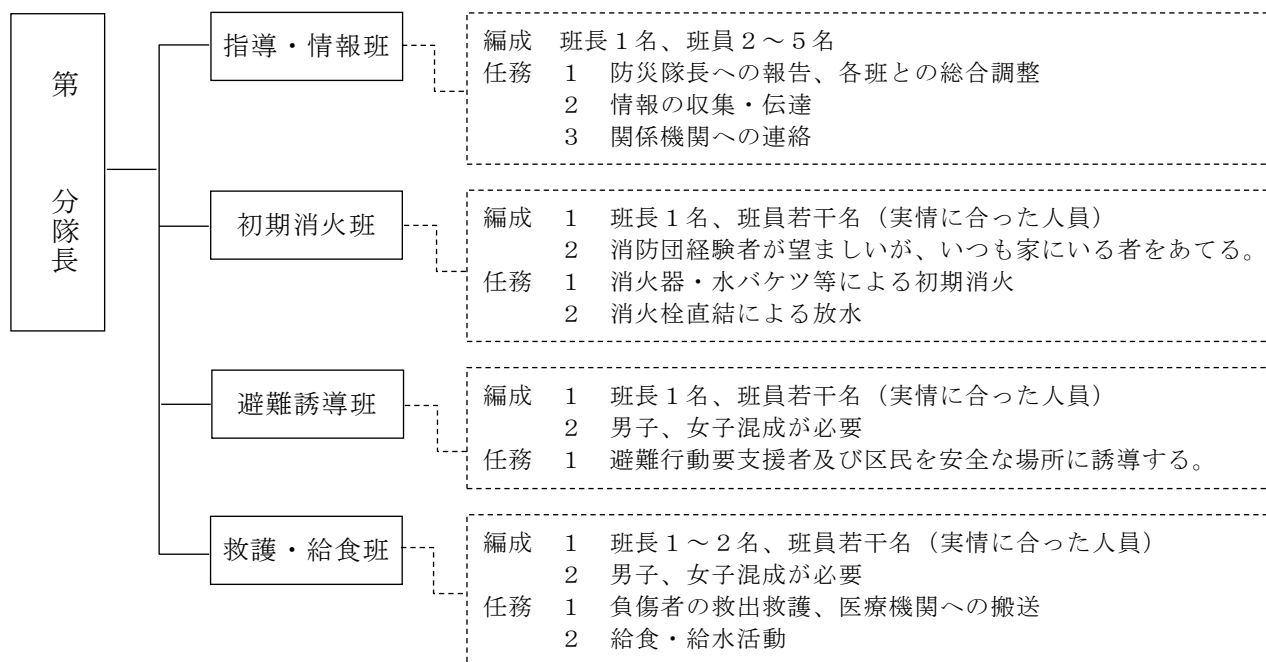 第　　分隊長
指導・情報班
編成　班長１名、班員２～５名
任務　１　防災隊長への報告、各班との総合調整
２　情報の収集・伝達
３　関係機関への連絡
初期消火班
編成　１　班長１名、班員若干名（実情に合った人員）
２　消防団経験者が望ましいが、いつも家にいる者をあてる。
任務　１　消火器・水バケツ等による初期消火
２　消火栓直結による放水
避難誘導班
編成　１　班長１名、班員若干名（実情に合った人員）
２　男子、女子混成が必要
任務　１　避難行動要支援者及び区民を安全な場所に誘導する。
救護・給食班
編成　１　班長１～２名、班員若干名（実情に合った人員）
２　男子、女子混成が必要
任務　１　負傷者の救出救護、医療機関への搬送
２　給食・給水活動